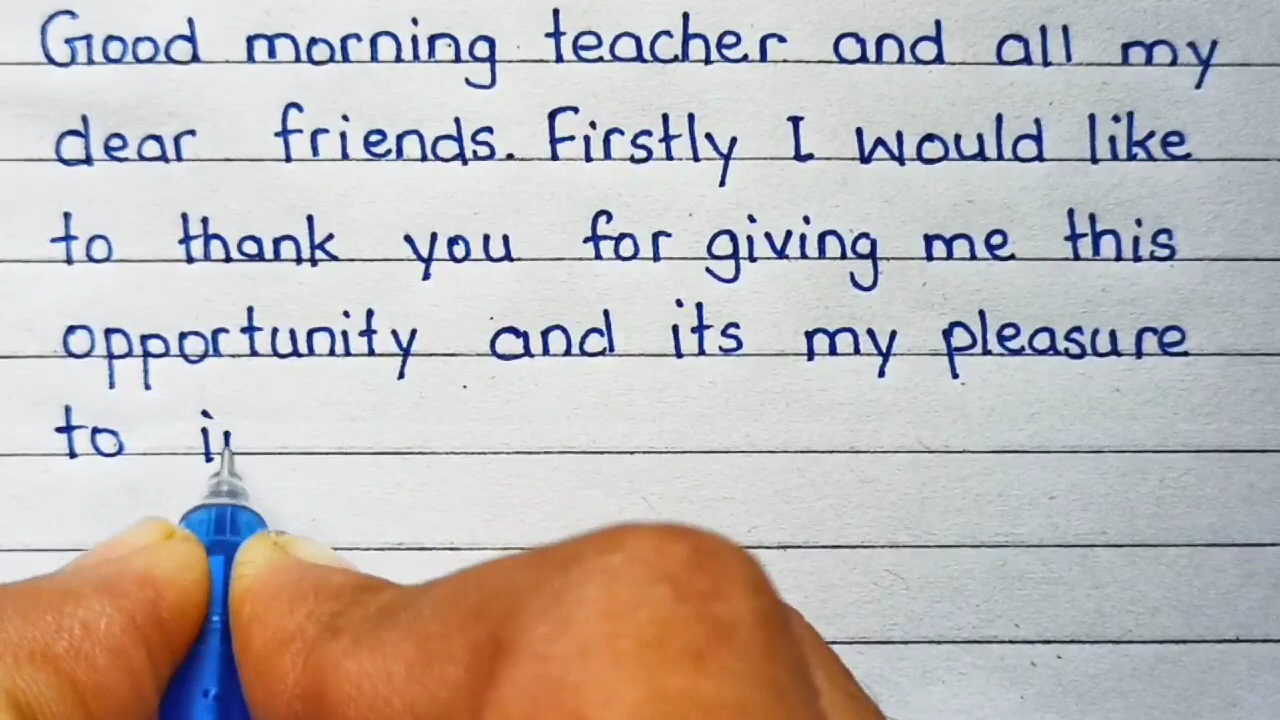 Good morning teacher and all my
dear friends. Firstly I would like
to thank you for giving me this
opportunity and its my pleasure
to